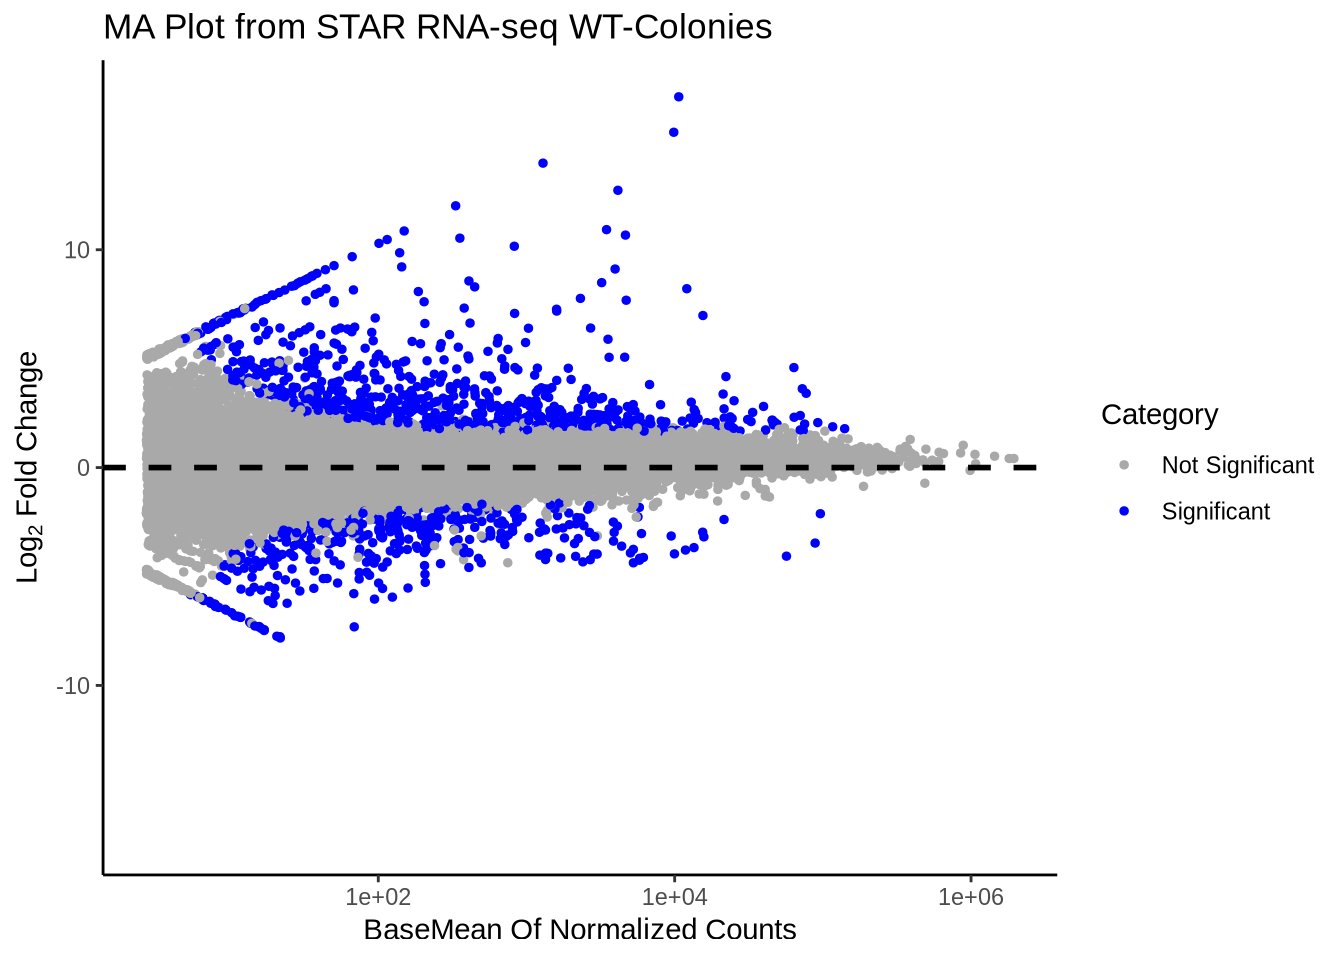 MA Plot from STAR RNA-seq WT-Colonies
Log₂ Fold Change
10
0
-10
1e+02
1e+04
1e+06
BaseMean Of Normalized Counts
Category
Not Significant
Significant